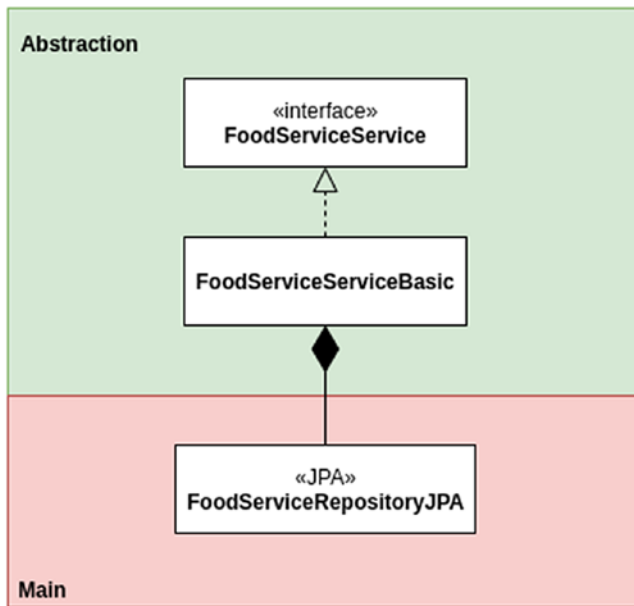 Abstraction
«interface»
FoodServiceService
FoodServiceServiceBasic
«JPA»
FoodServiceRepositoryJPA
Main